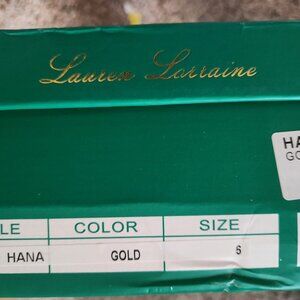 Lauren Lorraine
HA
GO
LE COLOR SIZE
HANA GOLD 6